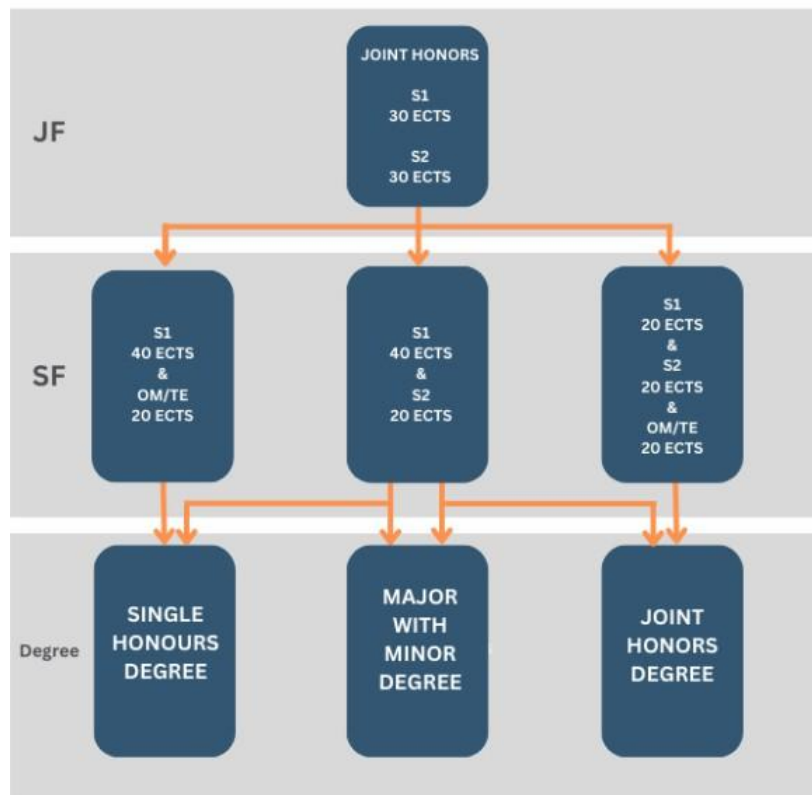 JOINT HONORS
S1
30 ECTS
S2
30 ECTS
JF
S1
40 ECTS
&
OM/TE
20 ECTS
S1
40 ECTS
&
S2
20 ECTS
S1
20 ECTS
&
S2
20 ECTS
&
OM/TE
20 ECTS
SF
SINGLE
HONOURS
DEGREE
MAJOR
WITH
MINOR
DEGREE
JOINT
HONORS
DEGREE
Degree